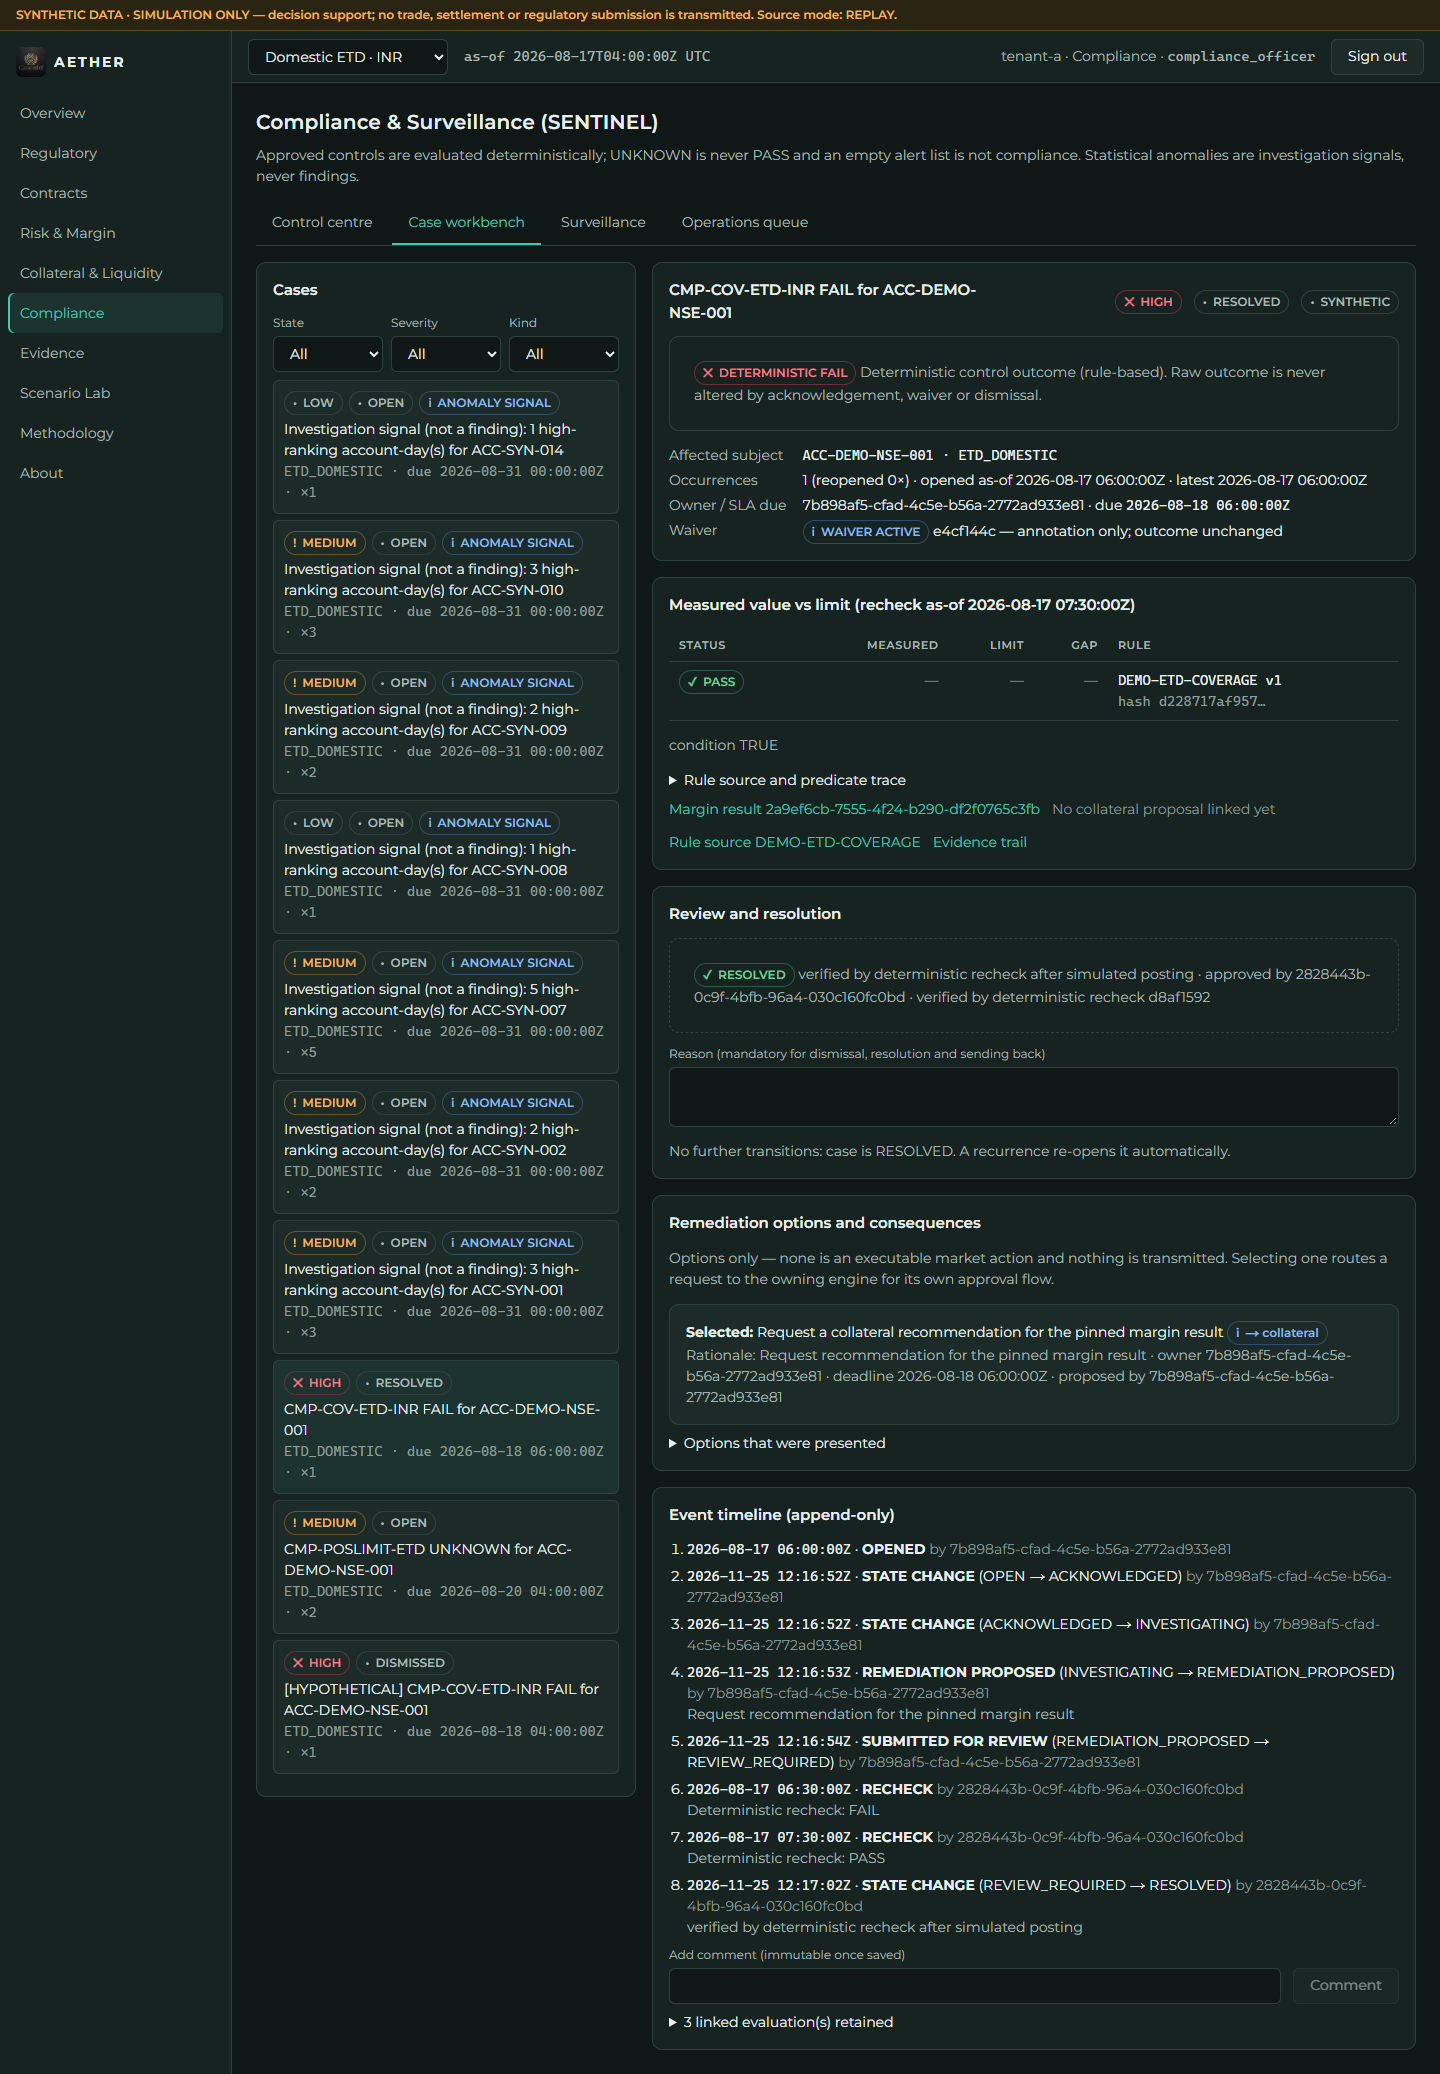 SYNTHETIC DATA · SIMULATION ONLY — decision support; no trade, settlement or regulatory submission is transmitted. Source mode: REPLAY.
AETHER
Domestic ETD · INR
as-of 2026-08-17T04:00:00Z UTC
tenant-a · Compliance · compliance_officer
Sign out
Overview
Regulatory
Contracts
Risk & Margin
Collateral & Liquidity
Compliance
Evidence
Scenario Lab
Methodology
About
Compliance & Surveillance (SENTINEL)
Approved controls are evaluated deterministically; UNKNOWN is never PASS and an empty alert list is not compliance. Statistical anomalies are investigation signals,
never findings.
Control centre
Case workbench
Surveillance
Operations queue
Cases
State
Severity
Kind
All
All
All
• LOW • OPEN i ANOMALY SIGNAL
Investigation signal (not a finding): 1 high-
ranking account-day(s) for ACC-SYN-014
ETD_DOMESTIC · due 2026-08-31 00:00:00Z
· ×1
! MEDIUM • OPEN i ANOMALY SIGNAL
Investigation signal (not a finding): 3 high-
ranking account-day(s) for ACC-SYN-010
ETD_DOMESTIC · due 2026-08-31 00:00:00Z
· ×3
! MEDIUM • OPEN i ANOMALY SIGNAL
Investigation signal (not a finding): 2 high-
ranking account-day(s) for ACC-SYN-009
ETD_DOMESTIC · due 2026-08-31 00:00:00Z
· ×2
• LOW • OPEN i ANOMALY SIGNAL
Investigation signal (not a finding): 1 high-
ranking account-day(s) for ACC-SYN-008
ETD_DOMESTIC · due 2026-08-31 00:00:00Z
· ×1
! MEDIUM • OPEN i ANOMALY SIGNAL
Investigation signal (not a finding): 5 high-
ranking account-day(s) for ACC-SYN-007
ETD_DOMESTIC · due 2026-08-31 00:00:00Z
· ×5
! MEDIUM • OPEN i ANOMALY SIGNAL
Investigation signal (not a finding): 2 high-
ranking account-day(s) for ACC-SYN-002
ETD_DOMESTIC · due 2026-08-31 00:00:00Z
· ×2
! MEDIUM • OPEN i ANOMALY SIGNAL
Investigation signal (not a finding): 3 high-
ranking account-day(s) for ACC-SYN-001
ETD_DOMESTIC · due 2026-08-31 00:00:00Z
· ×3
✕ HIGH • RESOLVED
CMP-COV-ETD-INR FAIL for ACC-DEMO-NSE-
001
ETD_DOMESTIC · due 2026-08-18 06:00:00Z
· ×1
! MEDIUM • OPEN
CMP-POSLIMIT-ETD UNKNOWN for ACC-
DEMO-NSE-001
ETD_DOMESTIC · due 2026-08-20 04:00:00Z
· ×2
✕ HIGH • DISMISSED
[HYPOTHETICAL] CMP-COV-ETD-INR FAIL for
ACC-DEMO-NSE-001
ETD_DOMESTIC · due 2026-08-18 04:00:00Z
· ×1
CMP-COV-ETD-INR FAIL for ACC-DEMO-
NSE-001
✕ HIGH • RESOLVED • SYNTHETIC
✕ DETERMINISTIC FAIL Deterministic control outcome (rule-based). Raw outcome is never
altered by acknowledgement, waiver or dismissal.
Affected subject ACC-DEMO-NSE-001 · ETD_DOMESTIC
Occurrences 1 (reopened 0×) · opened as-of 2026-08-17 06:00:00Z · latest 2026-08-17 06:00:00Z
Owner / SLA due 7b898af5-cfad-4c5e-b56a-2772ad933e81 · due 2026-08-18 06:00:00Z
Waiver i WAIVER ACTIVE e4cf144c — annotation only; outcome unchanged
Measured value vs limit (recheck as-of 2026-08-17 07:30:00Z)
STATUS MEASURED LIMIT GAP RULE
✓ PASS — — — DEMO-ETD-COVERAGE v1
hash d228717af957…
condition TRUE
▶ Rule source and predicate trace
Margin result 2a9ef6cb-7555-4f24-b290-df2f0765c3fb No collateral proposal linked yet
Rule source DEMO-ETD-COVERAGE Evidence trail
Review and resolution
✓ RESOLVED verified by deterministic recheck after simulated posting · approved by 2828443b-
0c9f-4bfb-96a4-030c160fc0bd · verified by deterministic recheck d8af1592
Reason (mandatory for dismissal, resolution and sending back)
No further transitions: case is RESOLVED. A recurrence re-opens it automatically.
Remediation options and consequences
Options only — none is an executable market action and nothing is transmitted. Selecting one routes a
request to the owning engine for its own approval flow.
Selected: Request a collateral recommendation for the pinned margin result i → collateral
Rationale: Request recommendation for the pinned margin result · owner 7b898af5-cfad-4c5e-
b56a-2772ad933e81 · deadline 2026-08-18 06:00:00Z · proposed by 7b898af5-cfad-4c5e-b56a-
2772ad933e81
▶ Options that were presented
Event timeline (append-only)
1. 2026-08-17 06:00:00Z · OPENED by 7b898af5-cfad-4c5e-b56a-2772ad933e81
2. 2026-11-25 12:16:52Z · STATE CHANGE (OPEN → ACKNOWLEDGED) by 7b898af5-cfad-4c5e-b56a-
2772ad933e81
3. 2026-11-25 12:16:52Z · STATE CHANGE (ACKNOWLEDGED → INVESTIGATING) by 7b898af5-cfad-
4c5e-b56a-2772ad933e81
4. 2026-11-25 12:16:53Z · REMEDIATION PROPOSED (INVESTIGATING → REMEDIATION_PROPOSED)
by 7b898af5-cfad-4c5e-b56a-2772ad933e81
Request recommendation for the pinned margin result
5. 2026-11-25 12:16:54Z · SUBMITTED FOR REVIEW (REMEDIATION_PROPOSED →
REVIEW_REQUIRED) by 7b898af5-cfad-4c5e-b56a-2772ad933e81
6. 2026-08-17 06:30:00Z · RECHECK by 2828443b-0c9f-4bfb-96a4-030c160fc0bd
Deterministic recheck: FAIL
7. 2026-08-17 07:30:00Z · RECHECK by 2828443b-0c9f-4bfb-96a4-030c160fc0bd
Deterministic recheck: PASS
8. 2026-11-25 12:17:02Z · STATE CHANGE (REVIEW_REQUIRED → RESOLVED) by 2828443b-0c9f-
4bfb-96a4-030c160fc0bd
verified by deterministic recheck after simulated posting
Add comment (immutable once saved)
Comment
▶ 3 linked evaluation(s) retained